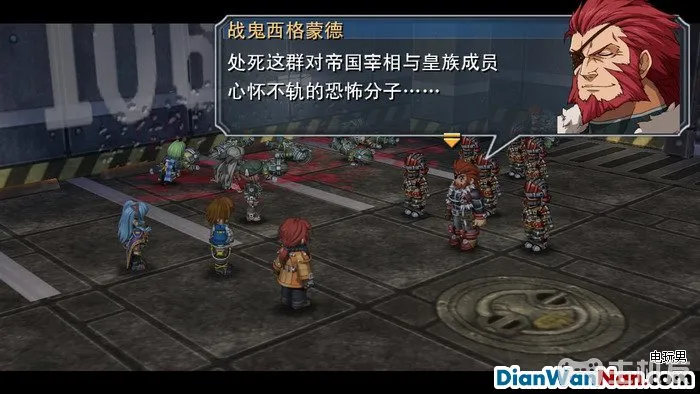 战鬼西格蒙德
处死这群对帝国宰相与皇族成员
心怀不轨的恐怖分子……
106
电玩男
DianWanNan.com